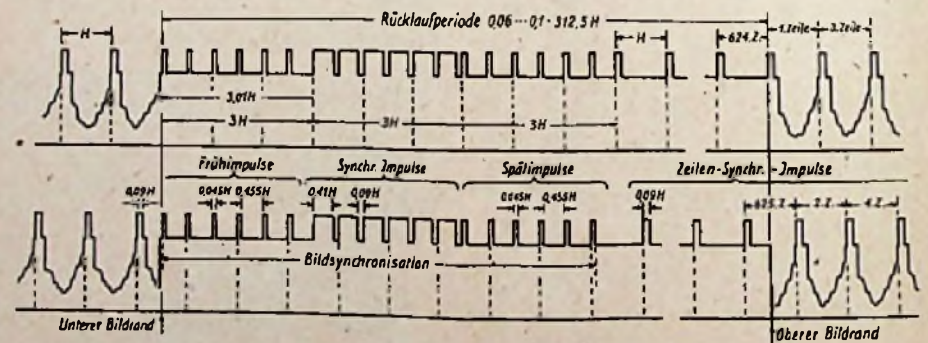 Rücklaufperiode 0,06···0,1·312,5 H
H
H
624.Z.
1.Zeile
3.Zeile
3,01H
3H
3H
3H
Frühimpulse
Synchr. Impulse
Spätimpulse
Zeilen-Synchr.-Impulse
0,09H
0,045H
0,455H
0,41H
0,09H
0,045H
0,455H
0,09H
625.Z.
2.Z.
4.Z.
Bildsynchronisation
Unterer Bildrand
Oberer Bildrand